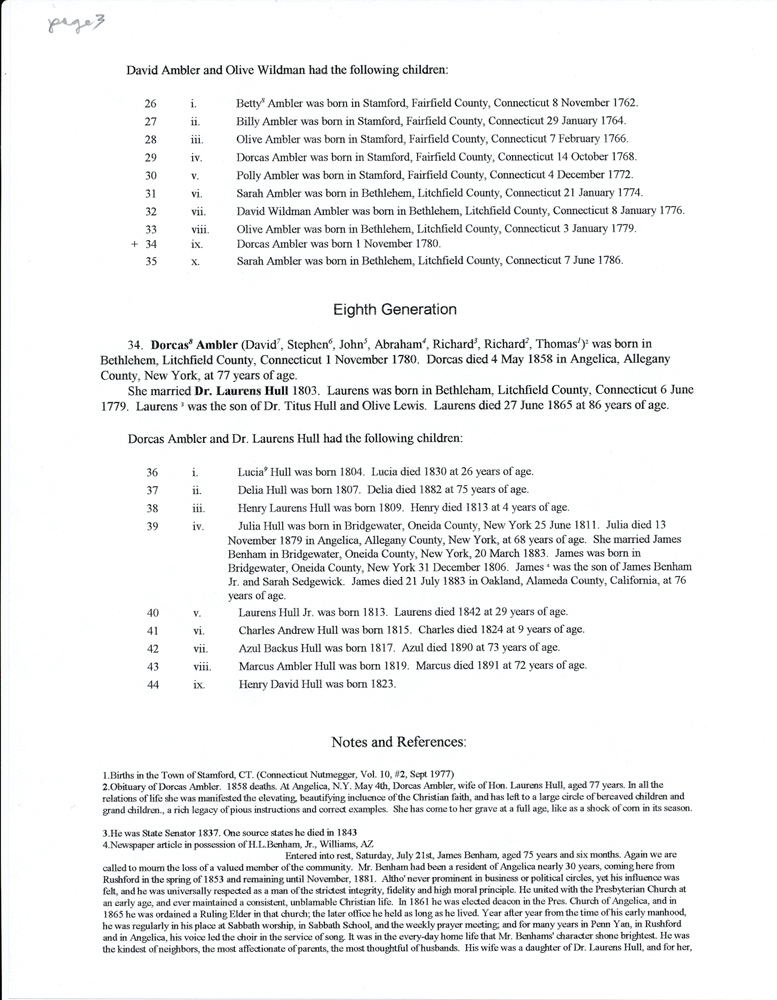 page 3
David Ambler and Olive Wildman had the following children:
26 i. Betty⁸ Ambler was born in Stamford, Fairfield County, Connecticut 8 November 1762.
27 ii. Billy Ambler was born in Stamford, Fairfield County, Connecticut 29 January 1764.
28 iii. Olive Ambler was born in Stamford, Fairfield County, Connecticut 7 February 1766.
29 iv. Dorcas Ambler was born in Stamford, Fairfield County, Connecticut 14 October 1768.
30 v. Polly Ambler was born in Stamford, Fairfield County, Connecticut 4 December 1772.
31 vi. Sarah Ambler was born in Bethlehem, Litchfield County, Connecticut 21 January 1774.
32 vii. David Wildman Ambler was born in Bethlehem, Litchfield County, Connecticut 8 January 1776.
33 viii. Olive Ambler was born in Bethlehem, Litchfield County, Connecticut 3 January 1779.
+ 34 ix. Dorcas Ambler was born 1 November 1780.
35 x. Sarah Ambler was born in Bethlehem, Litchfield County, Connecticut 7 June 1786.
Eighth Generation
34. Dorcas⁸ Ambler (David⁷, Stephen⁶, John⁵, Abraham⁴, Richard³, Richard², Thomas¹)² was born in
Bethlehem, Litchfield County, Connecticut 1 November 1780. Dorcas died 4 May 1858 in Angelica, Allegany
County, New York, at 77 years of age.
She married Dr. Laurens Hull 1803. Laurens was born in Bethleham, Litchfield County, Connecticut 6 June
1779. Laurens ³ was the son of Dr. Titus Hull and Olive Lewis. Laurens died 27 June 1865 at 86 years of age.
Dorcas Ambler and Dr. Laurens Hull had the following children:
36 i. Lucia⁹ Hull was born 1804. Lucia died 1830 at 26 years of age.
37 ii. Delia Hull was born 1807. Delia died 1882 at 75 years of age.
38 iii. Henry Laurens Hull was born 1809. Henry died 1813 at 4 years of age.
39 iv. Julia Hull was born in Bridgewater, Oneida County, New York 25 June 1811. Julia died 13
November 1879 in Angelica, Allegany County, New York, at 68 years of age. She married James
Benham in Bridgewater, Oneida County, New York, 20 March 1883. James was born in
Bridgewater, Oneida County, New York 31 December 1806. James ⁴ was the son of James Benham
Jr. and Sarah Sedgewick. James died 21 July 1883 in Oakland, Alameda County, California, at 76
years of age.
40 v. Laurens Hull Jr. was born 1813. Laurens died 1842 at 29 years of age.
41 vi. Charles Andrew Hull was born 1815. Charles died 1824 at 9 years of age.
42 vii. Azul Backus Hull was born 1817. Azul died 1890 at 73 years of age.
43 viii. Marcus Ambler Hull was born 1819. Marcus died 1891 at 72 years of age.
44 ix. Henry David Hull was born 1823.
Notes and References:
1.Births in the Town of Stamford, CT. (Connecticut Nutmegger, Vol. 10, #2, Sept 1977)
2.Obituary of Dorcas Ambler. 1858 deaths. At Angelica, N.Y. May 4th, Dorcas Ambler, wife of Hon. Laurens Hull, aged 77 years. In all the
relations of life she was manifested the elevating, beautifying incluence of the Christian faith, and has left to a large circle of bereaved children and
grand children., a rich legacy of pious instructions and correct examples. She has come to her grave at a full age, like as a shock of corn in its season.
3.He was State Senator 1837. One source states he died in 1843
4.Newspaper article in possession of H.L.Benham, Jr., Williams, AZ
Entered into rest, Saturday, July 21st, James Benham, aged 75 years and six months. Again we are
called to mourn the loss of a valued member of the community. Mr. Benham had been a resident of Angelica nearly 30 years, coming here from
Rushford in the spring of 1853 and remaining until November, 1881. Altho' never prominent in business or political circles, yet his influence was
felt, and he was universally respected as a man of the strictest integrity, fidelity and high moral principle. He united with the Presbyterian Church at
an early age, and ever maintained a consistent, unblamable Christian life. In 1861 he was elected deacon in the Pres. Church of Angelica, and in
1865 he was ordained a Ruling Elder in that church; the later office he held as long as he lived. Year after year from the time of his early manhood,
he was regularly in his place at Sabbath worship, in Sabbath School, and the weekly prayer meeting; and for many years in Penn Yan, in Rushford
and in Angelica, his voice led the choir in the service of song. It was in the every-day home life that Mr. Benhams' character shone brightest. He was
the kindest of neighbors, the most affectionate of parents, the most thoughtful of husbands. His wife was a daughter of Dr. Laurens Hull, and for her,